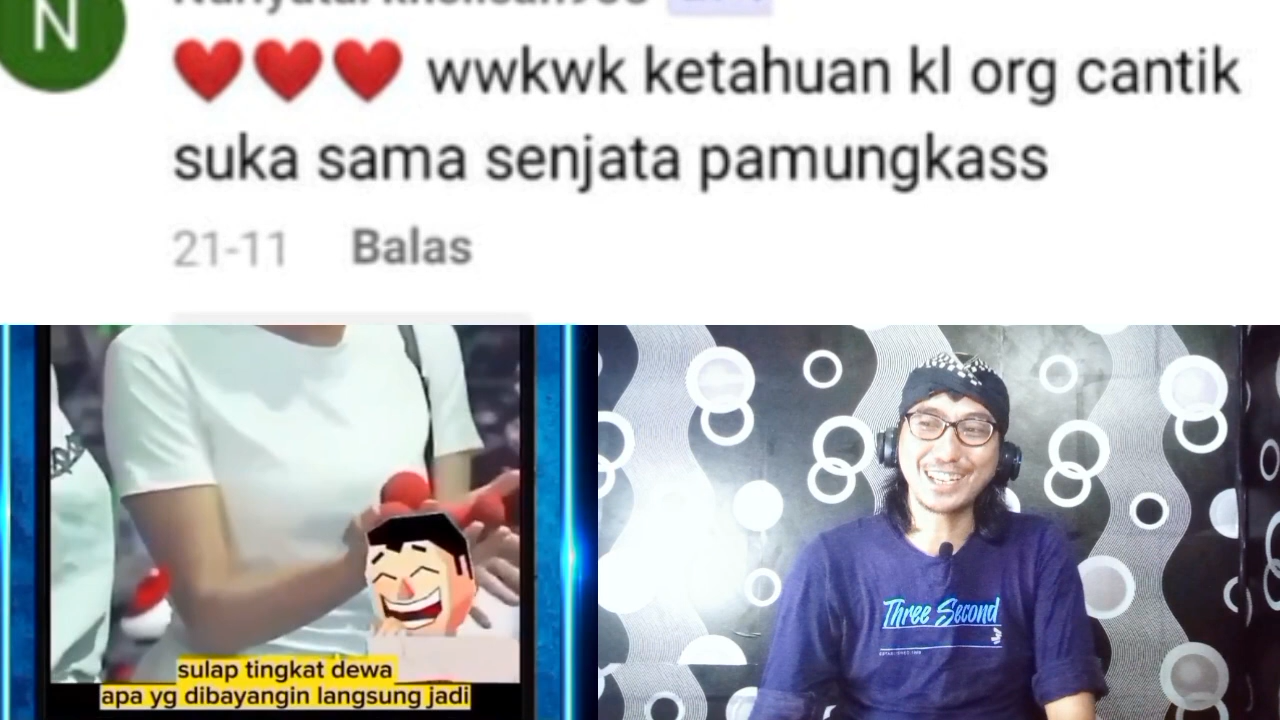 N
❤️❤️❤️ wwkwk ketahuan kl org cantik
suka sama senjata pamungkass
21-11 Balas
sulap tingkat dewa
apa yg dibayangin langsung jadi
Three Second